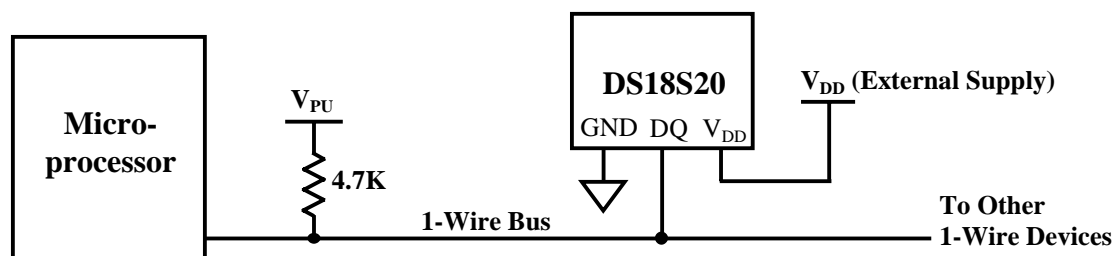 Micro-
processor
V_PU
4.7K
1-Wire Bus
DS18S20
GND DQ V_DD
V_DD (External Supply)
To Other
1-Wire Devices